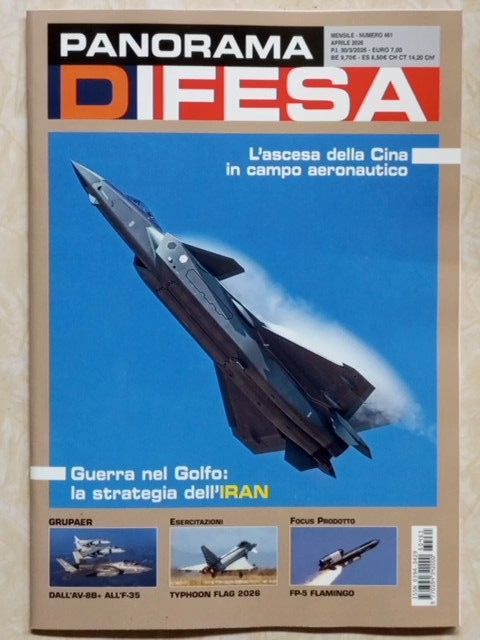 PANORAMA
DIFESA
MENSILE - NUMERO 461
APRILE 2026
P.I. 30/3/2026 - EURO 7,00
BE 9,70€ - ES 8,50€ CH CT 14,20 Chf
L'ascesa della Cina
in campo aeronautico
Guerra nel Golfo:
la strategia dell'IRAN
GRUPAER
DALL'AV-8B+ ALL'F-35
ESERCITAZIONI
TYPHOON FLAG 2026
FOCUS PRODOTTO
FP-5 FLAMINGO